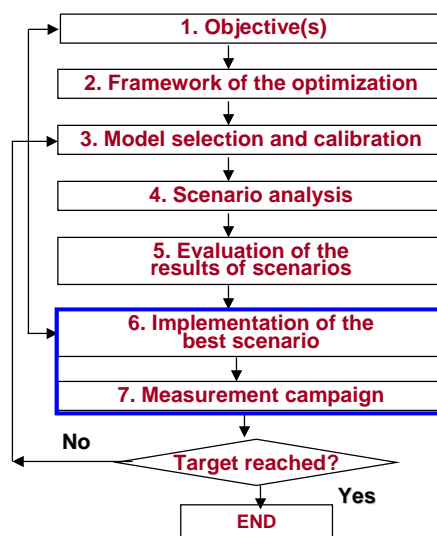 1. Objective(s)
2. Framework of the optimization
3. Model selection and calibration
4. Scenario analysis
5. Evaluation of the
results of scenarios
6. Implementation of the
best scenario
7. Measurement campaign
No
Target reached?
Yes
END